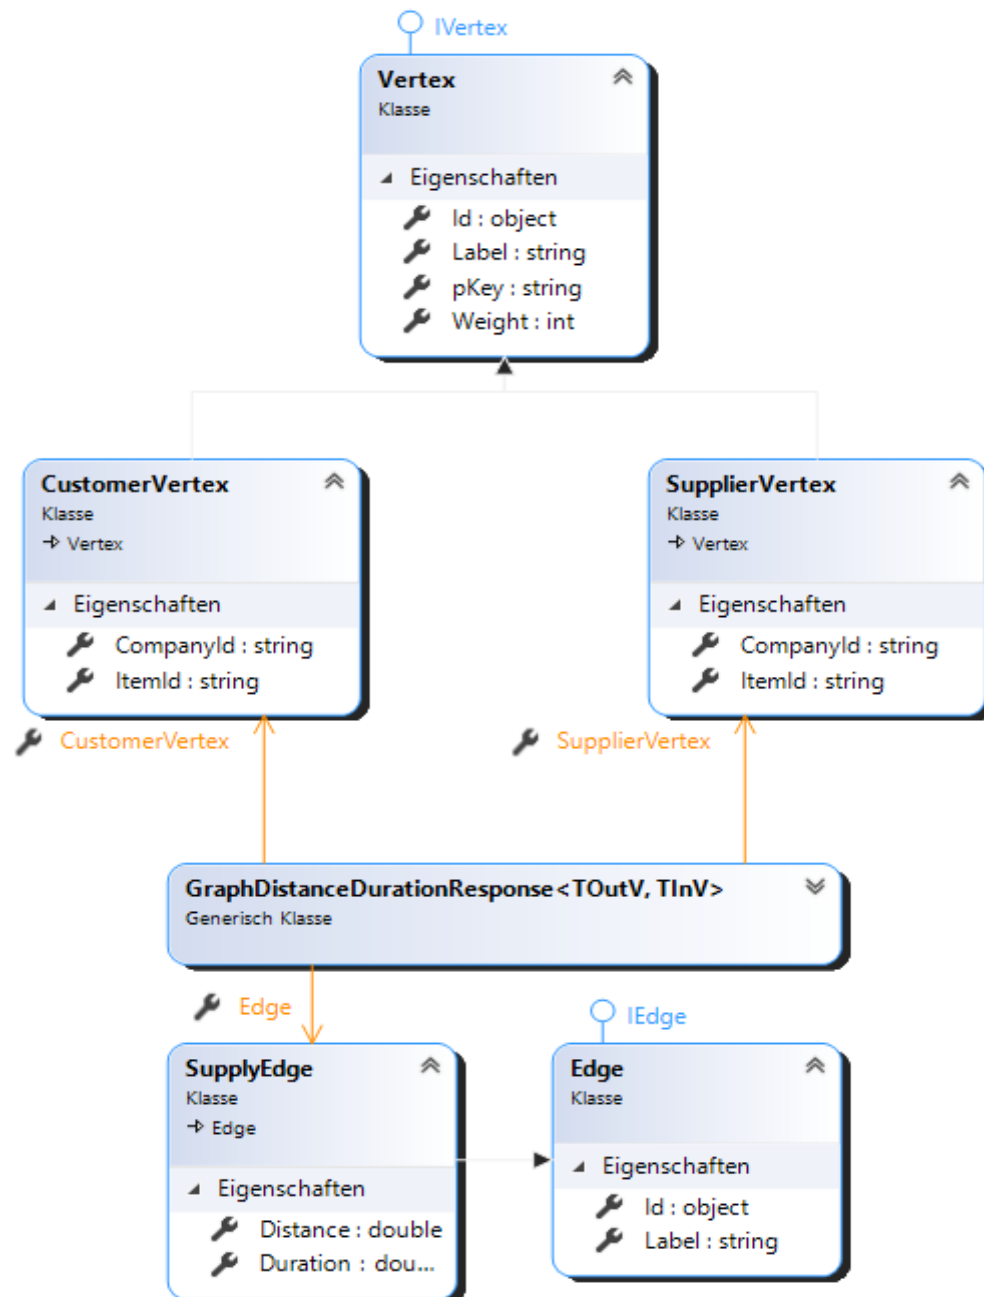 IVertex
Vertex
Klasse
Eigenschaften
Id : object
Label : string
pKey : string
Weight : int
CustomerVertex
Klasse
Vertex
Eigenschaften
CompanyId : string
ItemId : string
SupplierVertex
Klasse
Vertex
Eigenschaften
CompanyId : string
ItemId : string
CustomerVertex
SupplierVertex
GraphDistanceDurationResponse<TOutV, TInV>
Generisch Klasse
Edge
IEdge
SupplyEdge
Klasse
Edge
Eigenschaften
Distance : double
Duration : dou...
Edge
Klasse
Eigenschaften
Id : object
Label : string